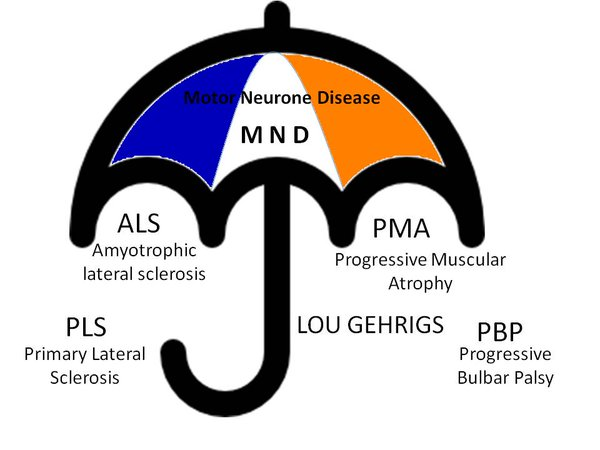 Motor Neurone Disease
M N D
ALS
Amyotrophic
lateral sclerosis
PMA
Progressive Muscular
Atrophy
PLS
Primary Lateral
Sclerosis
LOU GEHRIGS
PBP
Progressive
Bulbar Palsy